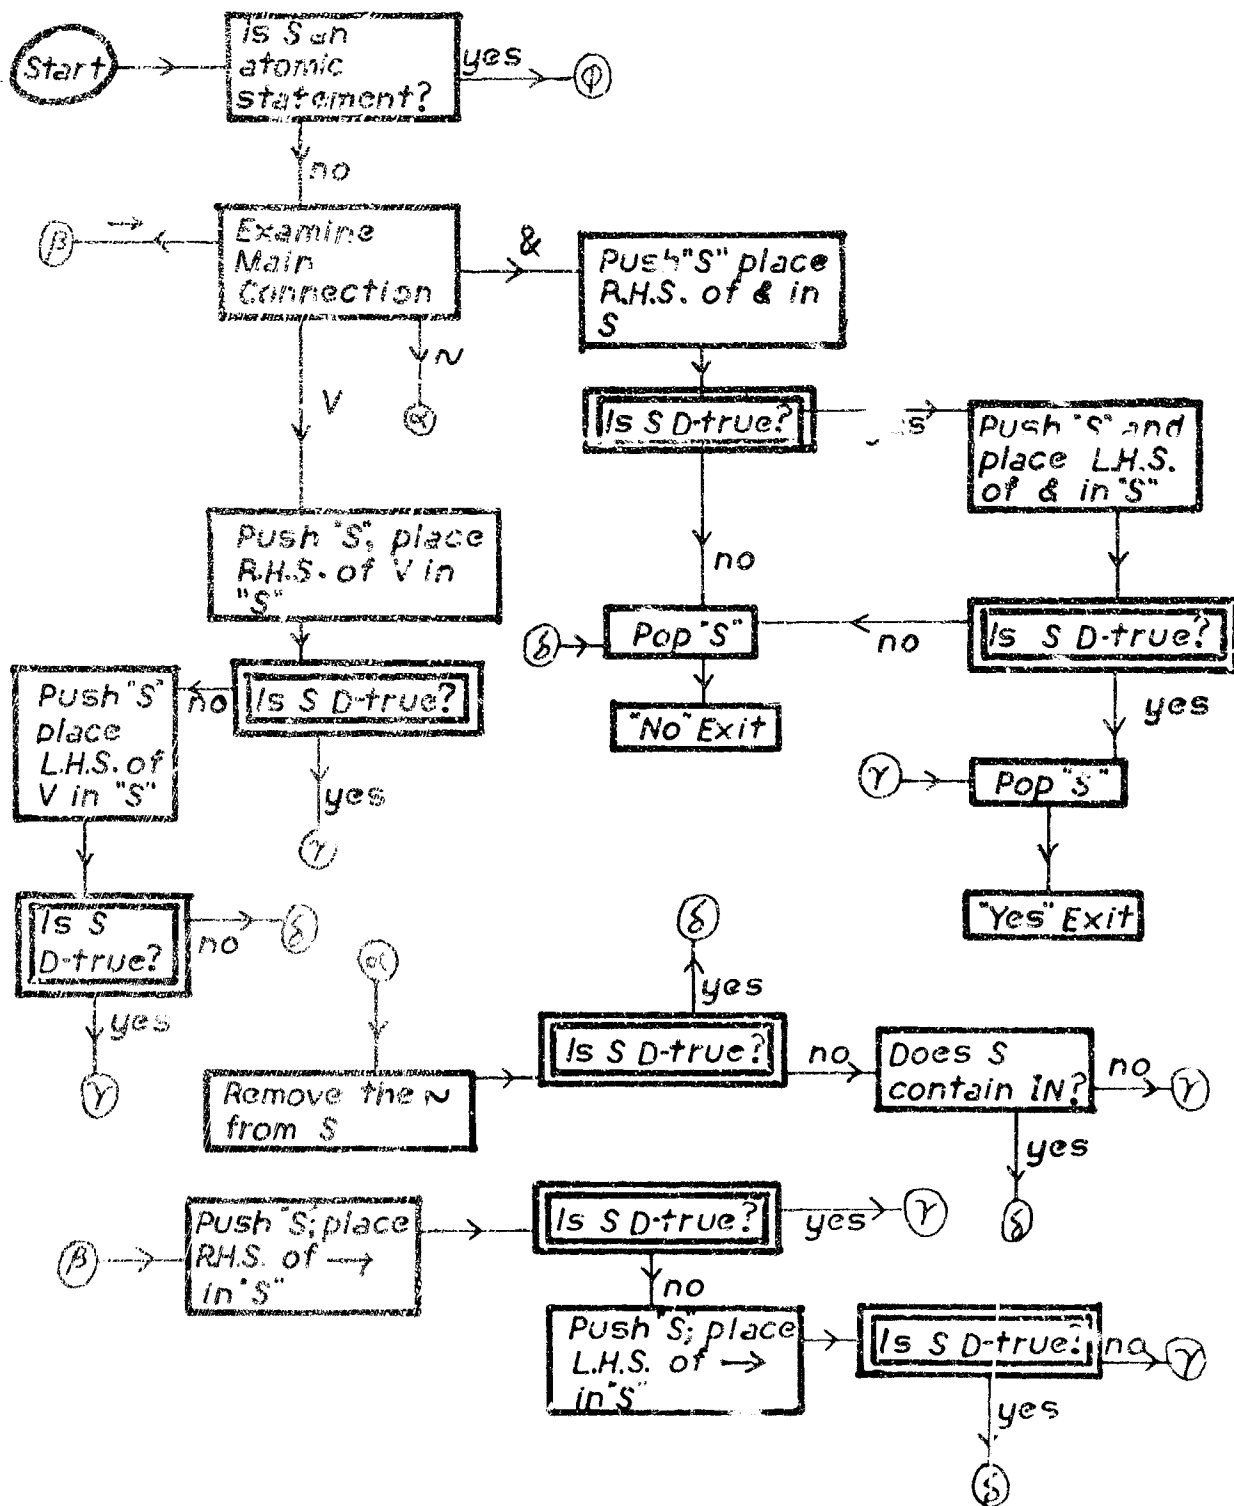 Start
Is S an
atomic
statement?
yes
φ
no
β
→
Examine
Main
Connection
&
Push "S" place
R.H.S. of & in
S
~
α
V
Is S D-true?
Push "S" and
place L.H.S.
of & in "S"
no
Push "S"; place
R.H.S. of V in
"S"
δ
Pop "S"
no
Is S D-true?
"No" Exit
yes
γ
Pop "S"
"Yes" Exit
Is S D-true?
no
Push "S"
place
L.H.S. of
V in "S"
yes
γ
Is S
D-true?
no
δ
yes
γ
α
Remove the ~
from S
Is S D-true?
yes
δ
no
Does S
contain IN?
no
γ
yes
δ
β
Push "S"; place
R.H.S. of →
in "S"
Is S D-true?
yes
γ
no
Push "S"; place
L.H.S. of →
in "S"
Is S D-true?
no
γ
yes
δ